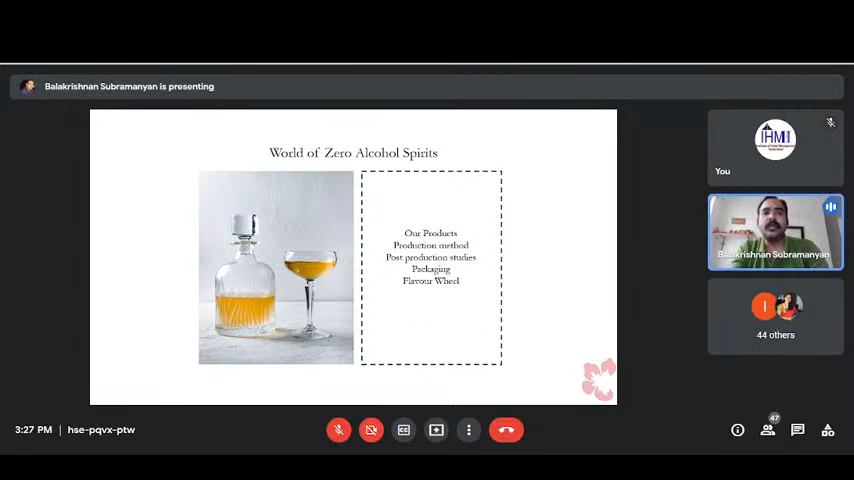 Balakrishnan Subramanyan is presenting
World of Zero Alcohol Spirits
Our Products
Production method
Post production studies
Packaging
Flavour Wheel
IHM
You
Balakrishnan Subramanyan
I
44 others
3:27 PM | hse-pqvx-ptw
47